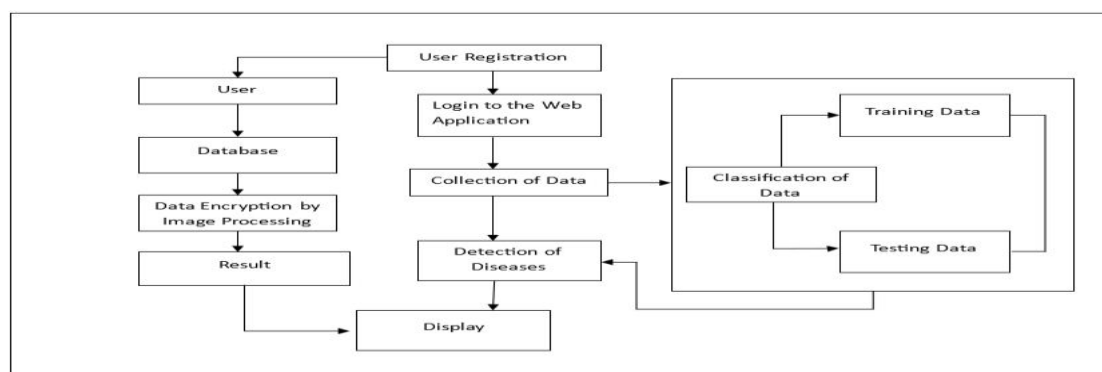 User Registration
User
Login to the Web
Application
Database
Collection of Data
Data Encryption by
Image Processing
Result
Detection of
Diseases
Display
Training Data
Classification of
Data
Testing Data